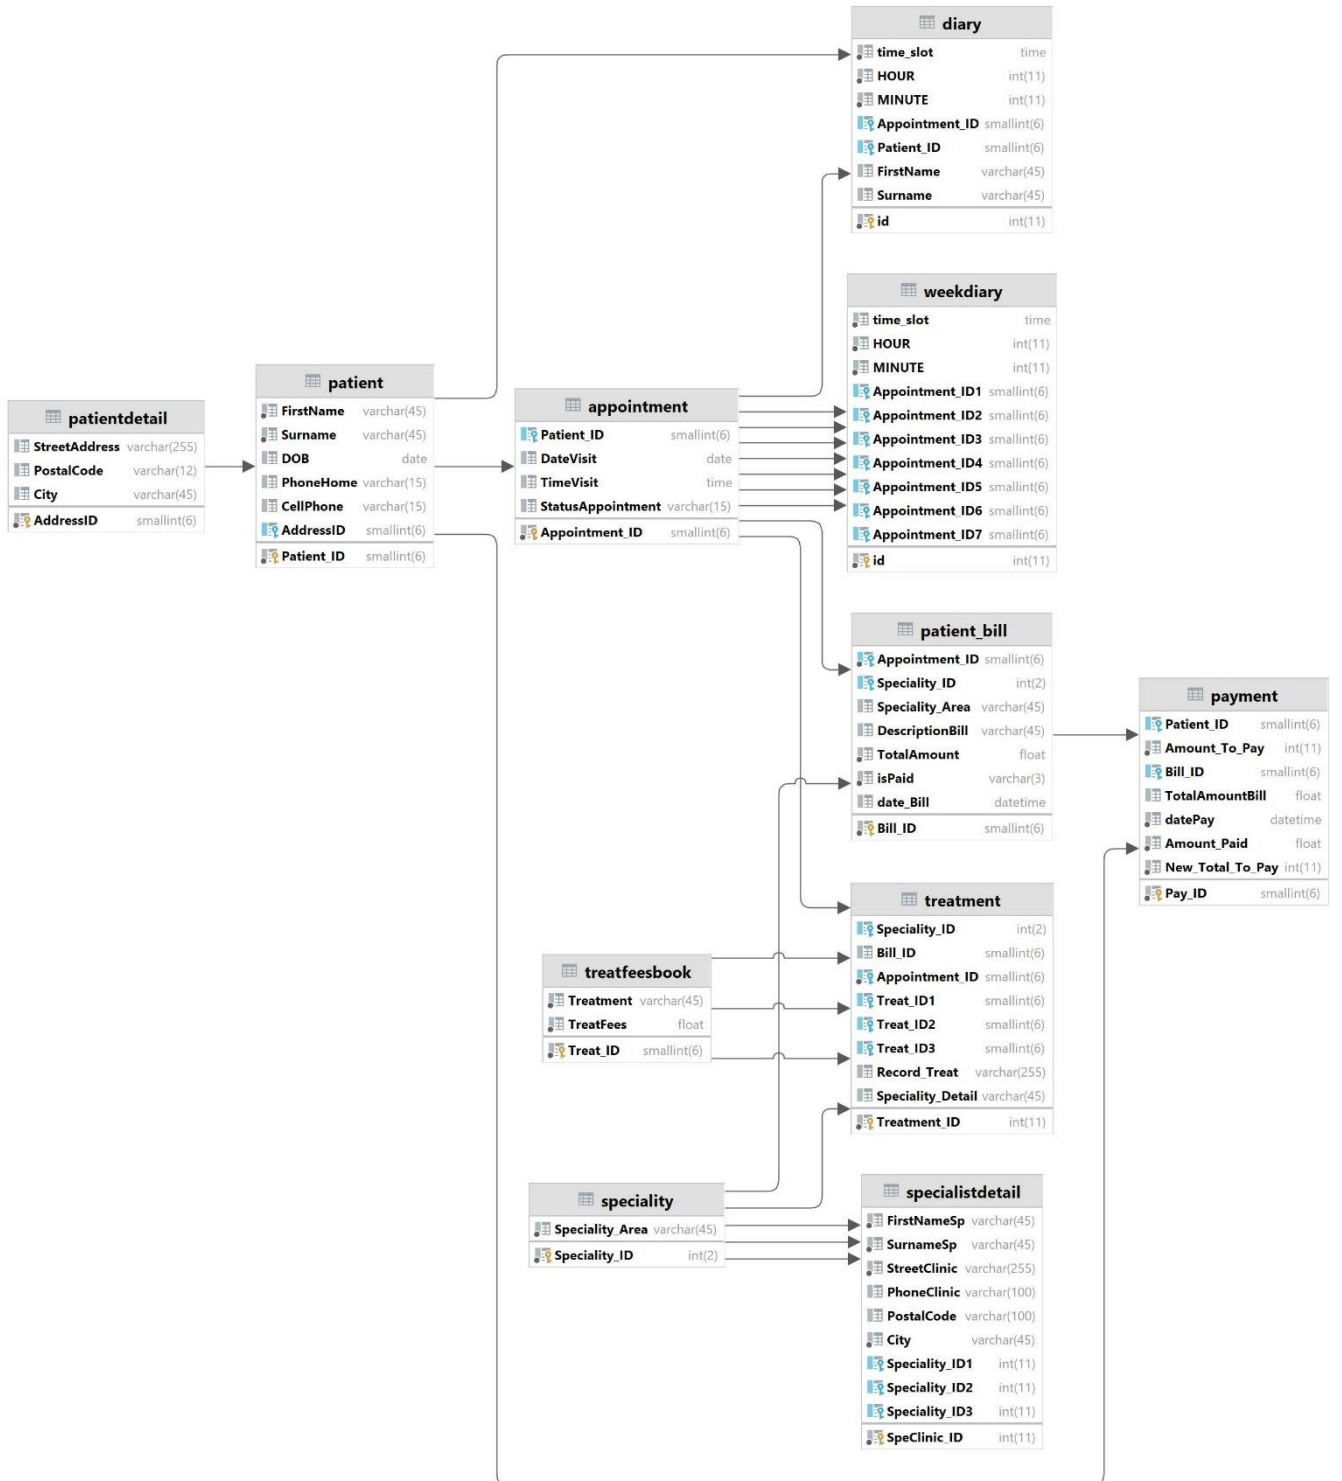 diary
time_slot time
HOUR int(11)
MINUTE int(11)
Appointment_ID smallint(6)
Patient_ID smallint(6)
FirstName varchar(45)
Surname varchar(45)
id int(11)
weekdiary
time_slot time
HOUR int(11)
MINUTE int(11)
Appointment_ID1 smallint(6)
Appointment_ID2 smallint(6)
Appointment_ID3 smallint(6)
Appointment_ID4 smallint(6)
Appointment_ID5 smallint(6)
Appointment_ID6 smallint(6)
Appointment_ID7 smallint(6)
id int(11)
patient
FirstName varchar(45)
Surname varchar(45)
DOB date
PhoneHome varchar(15)
CellPhone varchar(15)
AddressID smallint(6)
Patient_ID smallint(6)
patientdetail
StreetAddress varchar(255)
PostalCode varchar(12)
City varchar(45)
AddressID smallint(6)
appointment
Patient_ID smallint(6)
DateVisit date
TimeVisit time
StatusAppointment varchar(15)
Appointment_ID smallint(6)
patient_bill
Appointment_ID smallint(6)
Speciality_ID int(2)
Speciality_Area varchar(45)
DescriptionBill varchar(45)
TotalAmount float
isPaid varchar(3)
date_Bill datetime
Bill_ID smallint(6)
payment
Patient_ID smallint(6)
Amount_To_Pay int(11)
Bill_ID smallint(6)
TotalAmountBill float
datePay datetime
Amount_Paid float
New_Total_To_Pay int(11)
Pay_ID smallint(6)
treatment
Speciality_ID int(2)
Bill_ID smallint(6)
Appointment_ID smallint(6)
Treat_ID1 smallint(6)
Treat_ID2 smallint(6)
Treat_ID3 smallint(6)
Record_Treat varchar(255)
Speciality_Detail varchar(45)
Treatment_ID int(11)
treatfeesbook
Treatment varchar(45)
TreatFees float
Treat_ID smallint(6)
speciality
Speciality_Area varchar(45)
Speciality_ID int(2)
specialistdetail
FirstNameSp varchar(45)
SurnameSp varchar(45)
StreetClinic varchar(255)
PhoneClinic varchar(100)
PostalCode varchar(100)
City varchar(45)
Speciality_ID1 int(11)
Speciality_ID2 int(11)
Speciality_ID3 int(11)
SpeClinic_ID int(11)